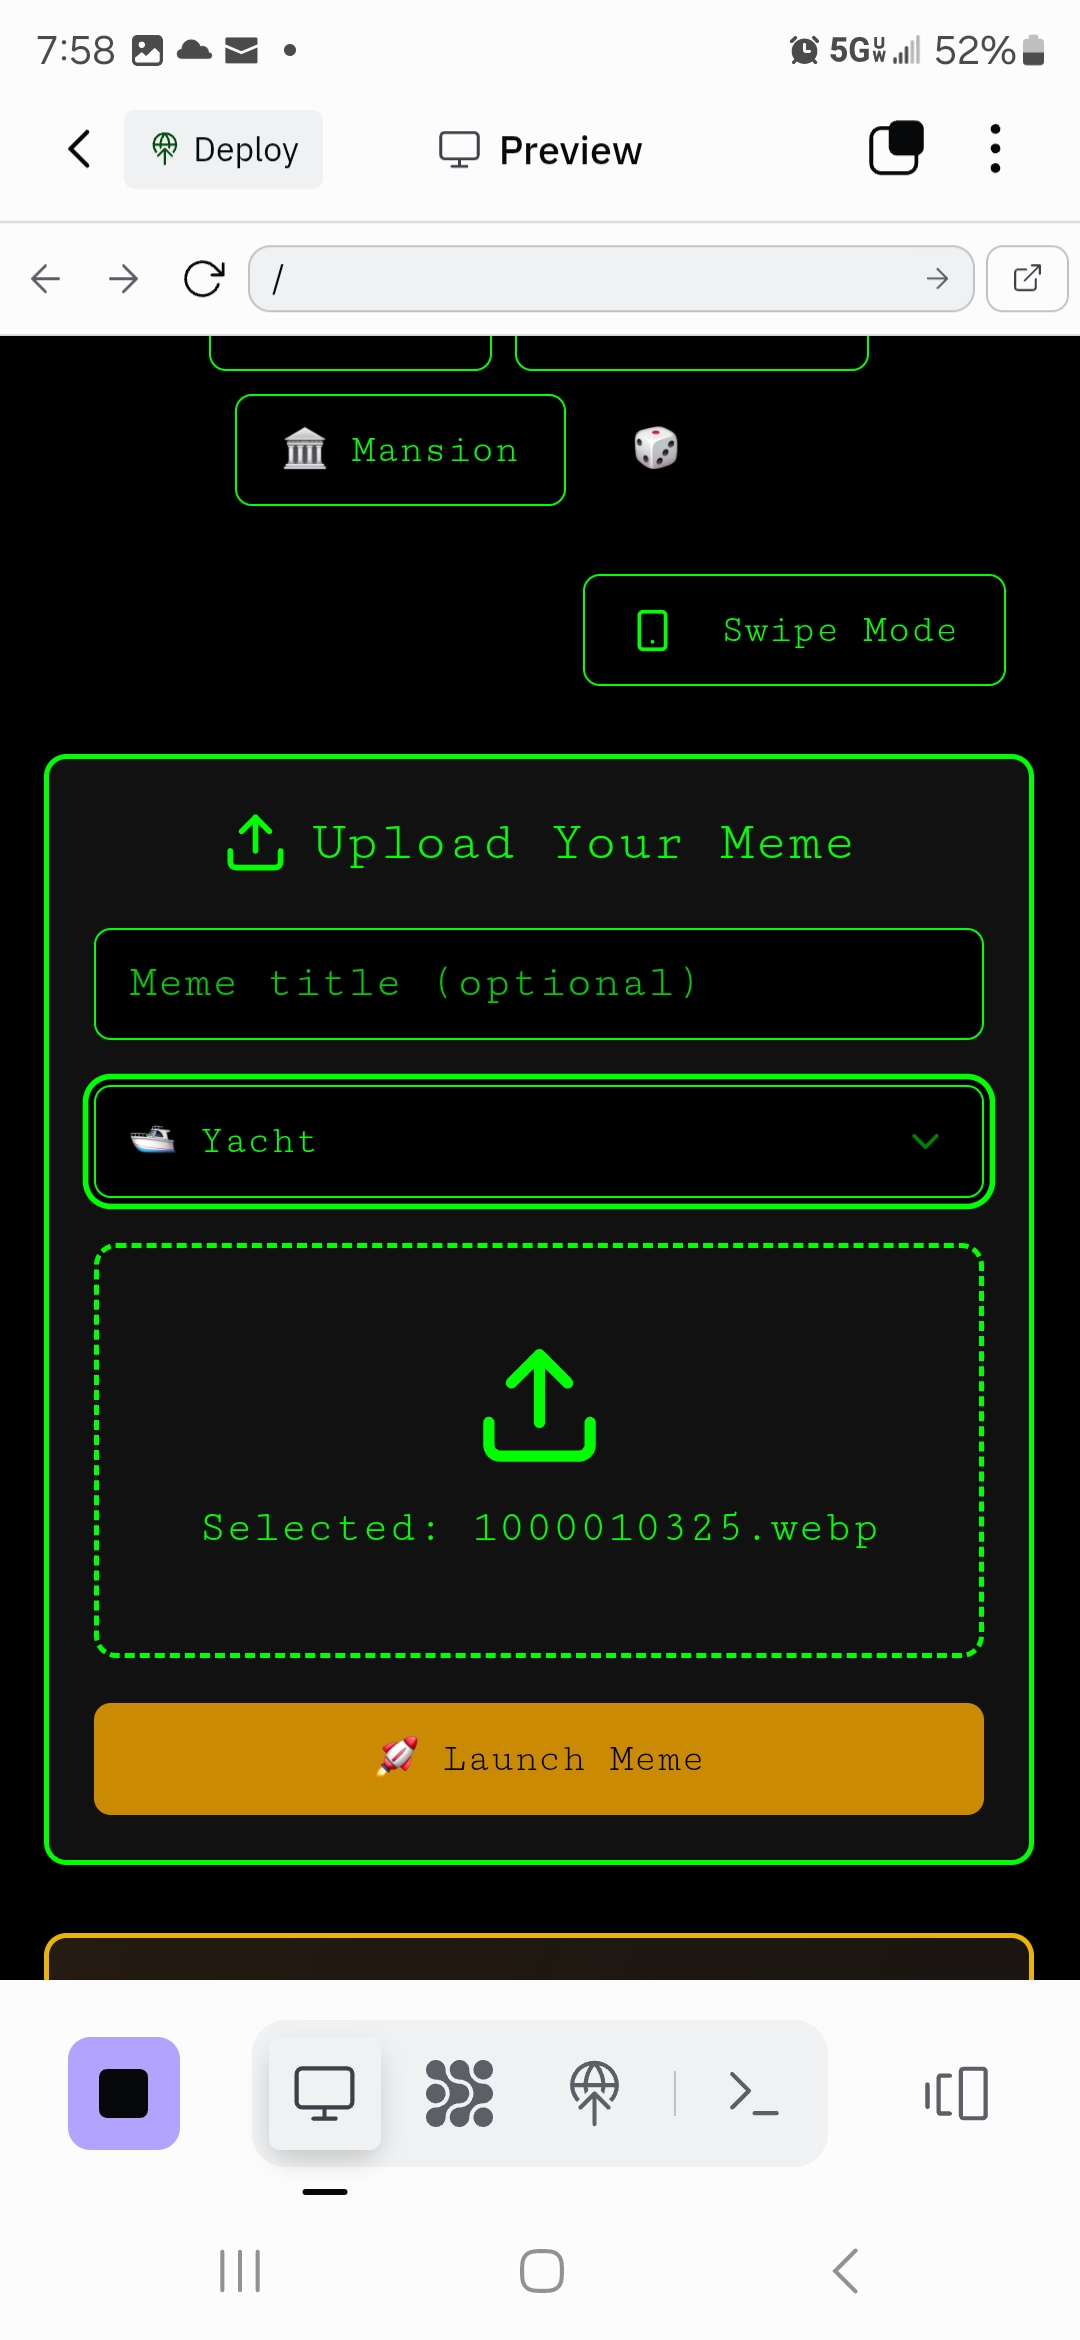 7:58 5G UW 52%
Deploy Preview
/
Mansion
Swipe Mode
Upload Your Meme
Meme title (optional)
Yacht
Selected: 1000010325.webp
Launch Meme